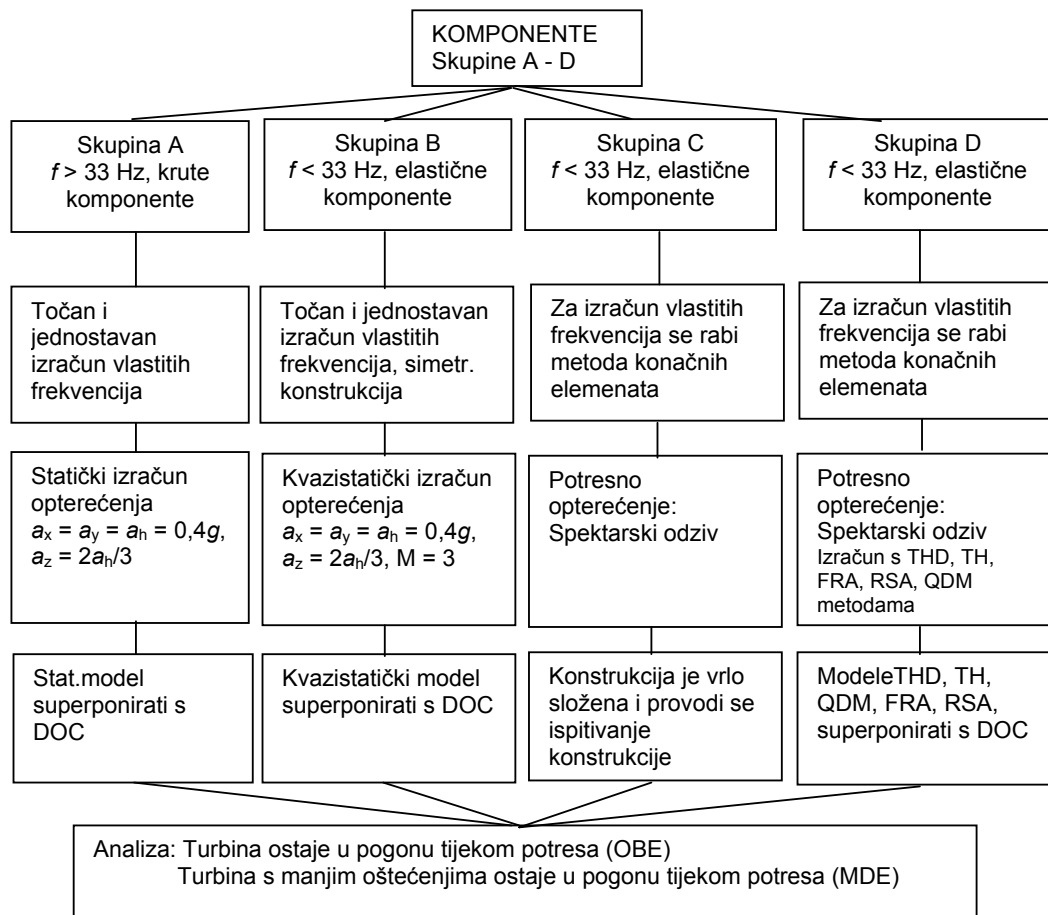 KOMPONENTE
Skupine A - D
Skupina A
f > 33 Hz, krute
komponente
Skupina B
f < 33 Hz, elastične
komponente
Skupina C
f < 33 Hz, elastične
komponente
Skupina D
f < 33 Hz, elastične
komponente
Točan i
jednostavan
izračun vlastitih
frekvencija
Točan i jednostavan
izračun vlastitih
frekvencija, simetr.
konstrukcija
Za izračun vlastitih
frekvencija se rabi
metoda konačnih
elemenata
Za izračun vlastitih
frekvencija se rabi
metoda konačnih
elemenata
Statički izračun
opterećenja
ax = ay = ah = 0,4g,
az = 2ah/3
Kvazistatički izračun
opterećenja
ax = ay = ah = 0,4g,
az = 2ah/3, M = 3
Potresno
opterećenje:
Spektarski odziv
Potresno
opterećenje:
Spektarski odziv
Izračun s THD, TH,
FRA, RSA, QDM
metodama
Stat.model
superponirati s
DOC
Kvazistatički model
superponirati s DOC
Konstrukcija je vrlo
složena i provodi se
ispitivanje
konstrukcije
ModeleTHD, TH,
QDM, FRA, RSA,
superponirati s DOC
Analiza: Turbina ostaje u pogonu tijekom potresa (OBE)
Turbina s manjim oštećenjima ostaje u pogonu tijekom potresa (MDE)